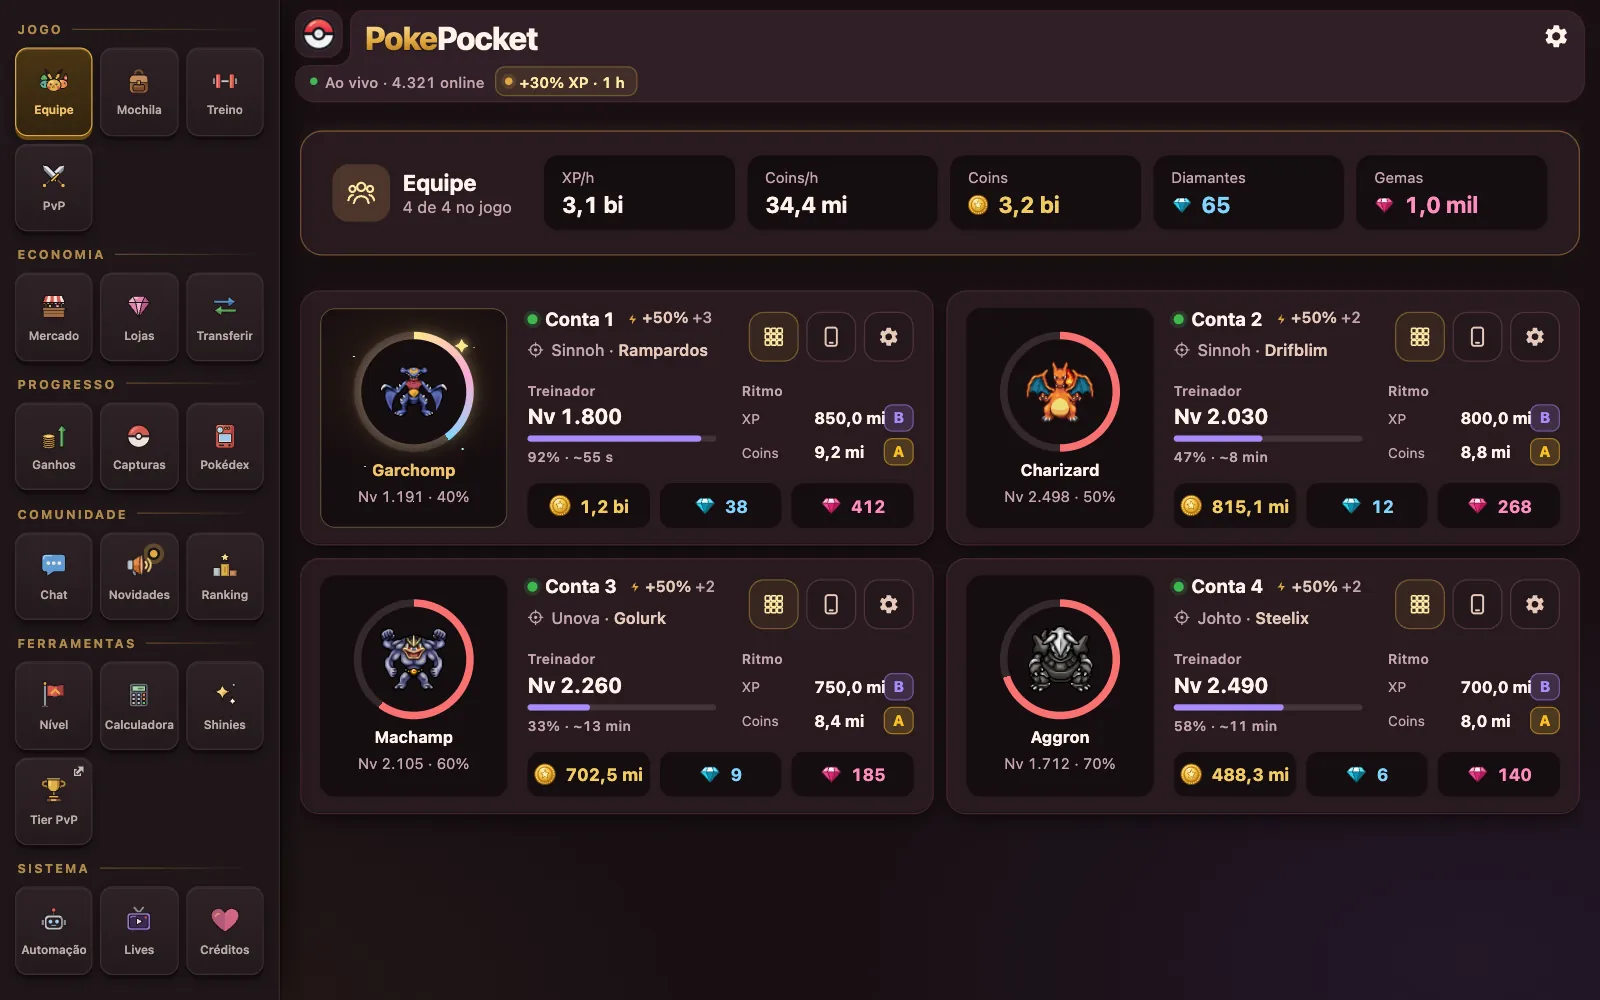 JOGO
Equipe
Mochila
Treino
PvP
ECONOMIA
Mercado
Lojas
Transferir
PROGRESSO
Ganhos
Capturas
Pokédex
COMUNIDADE
Chat
Novidades
Ranking
FERRAMENTAS
Nível
Calculadora
Shinies
Tier PvP
SISTEMA
Automação
Lives
Créditos
PokePocket
Ao vivo · 4.321 online
+30% XP · 1 h
Equipe
4 de 4 no jogo
XP/h
3,1 bi
Coins/h
34,4 mi
Coins
3,2 bi
Diamantes
65
Gemas
1,0 mil
Garchomp
Nv 1.191 · 40%
Conta 1 +50% +3
Sinnoh · Rampardos
Treinador
Nv 1.800
92% · ~55 s
Ritmo
XP 850,0 mi B
Coins 9,2 mi A
1,2 bi
38
412
Charizard
Nv 2.498 · 50%
Conta 2 +50% +2
Sinnoh · Drifblim
Treinador
Nv 2.030
47% · ~8 min
Ritmo
XP 800,0 mi B
Coins 8,8 mi A
815,1 mi
12
268
Machamp
Nv 2.105 · 60%
Conta 3 +50% +2
Unova · Golurk
Treinador
Nv 2.260
33% · ~13 min
Ritmo
XP 750,0 mi B
Coins 8,4 mi A
702,5 mi
9
185
Aggron
Nv 1.712 · 70%
Conta 4 +50% +2
Johto · Steelix
Treinador
Nv 2.490
58% · ~11 min
Ritmo
XP 700,0 mi B
Coins 8,0 mi A
488,3 mi
6
140